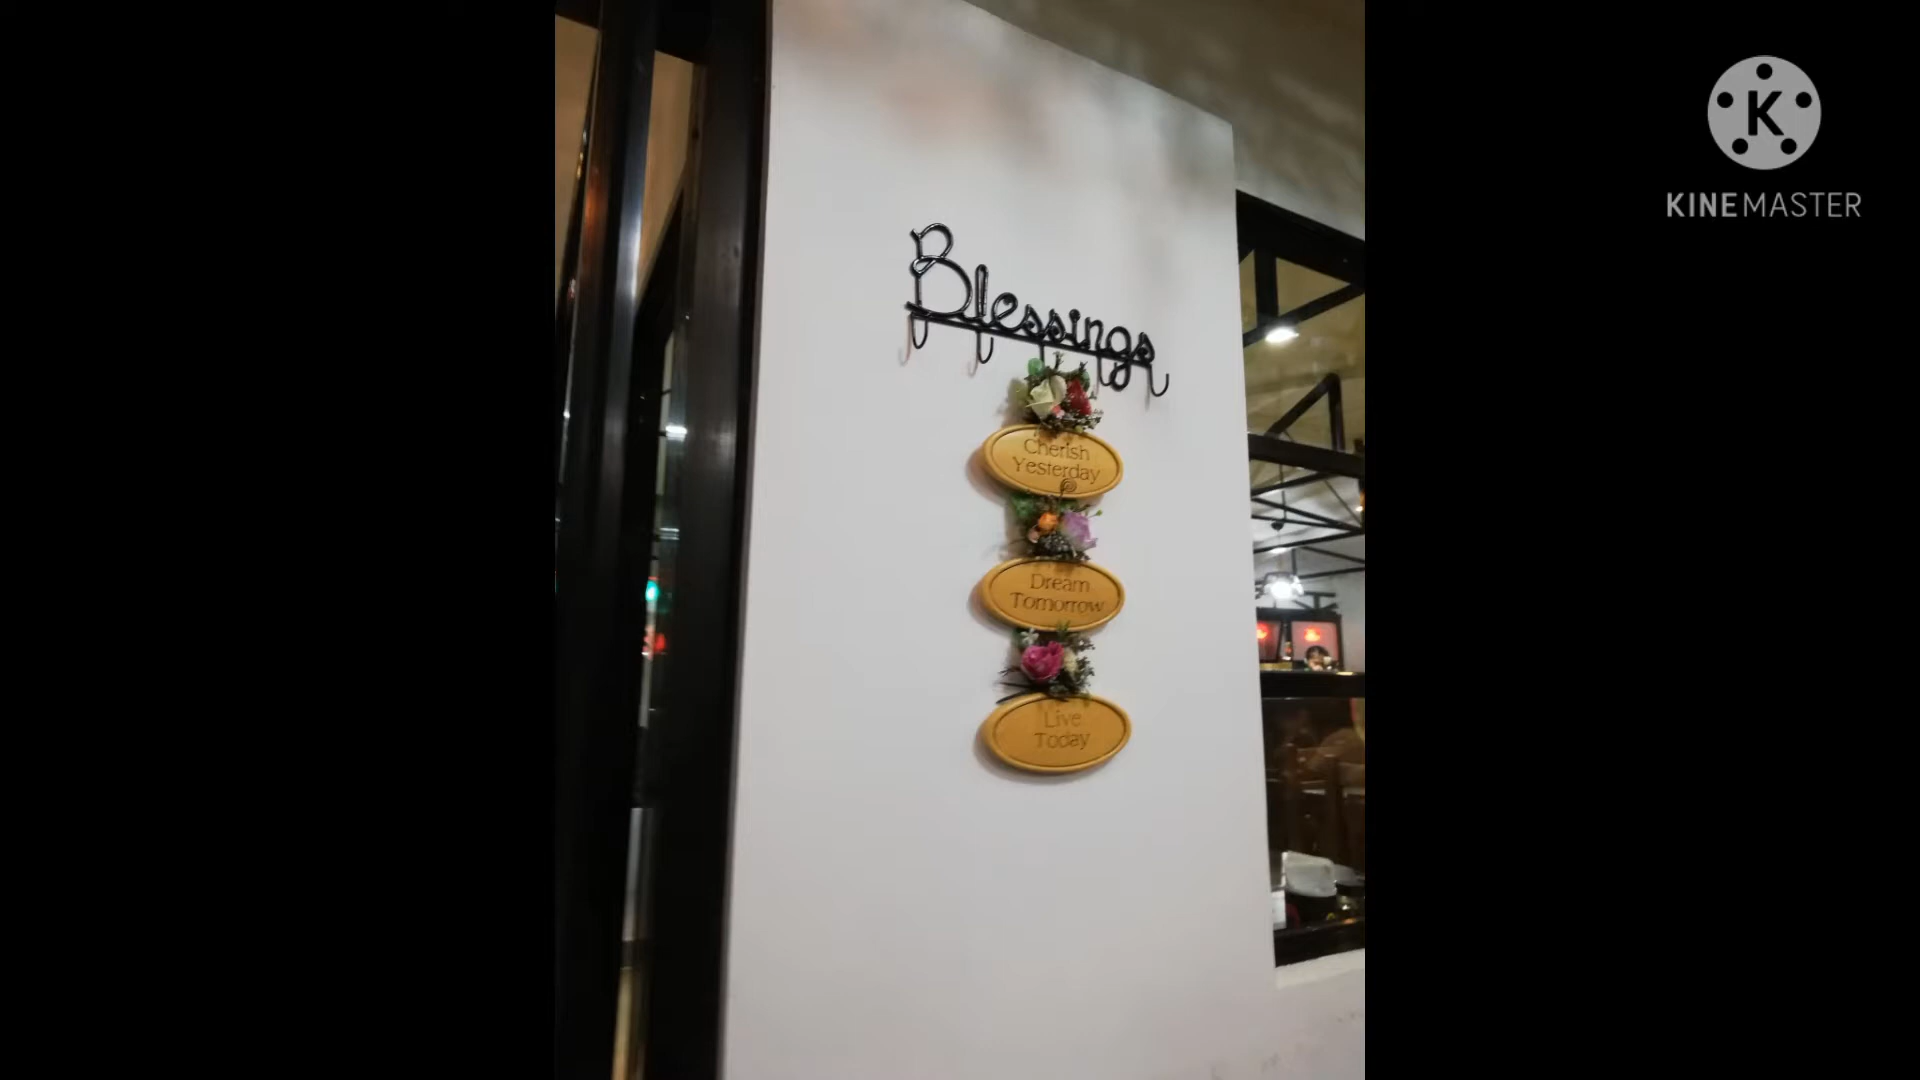 K
KINEMASTER
Blessings
Cherish
Yesterday
Dream
Tomorrow
Live
Today